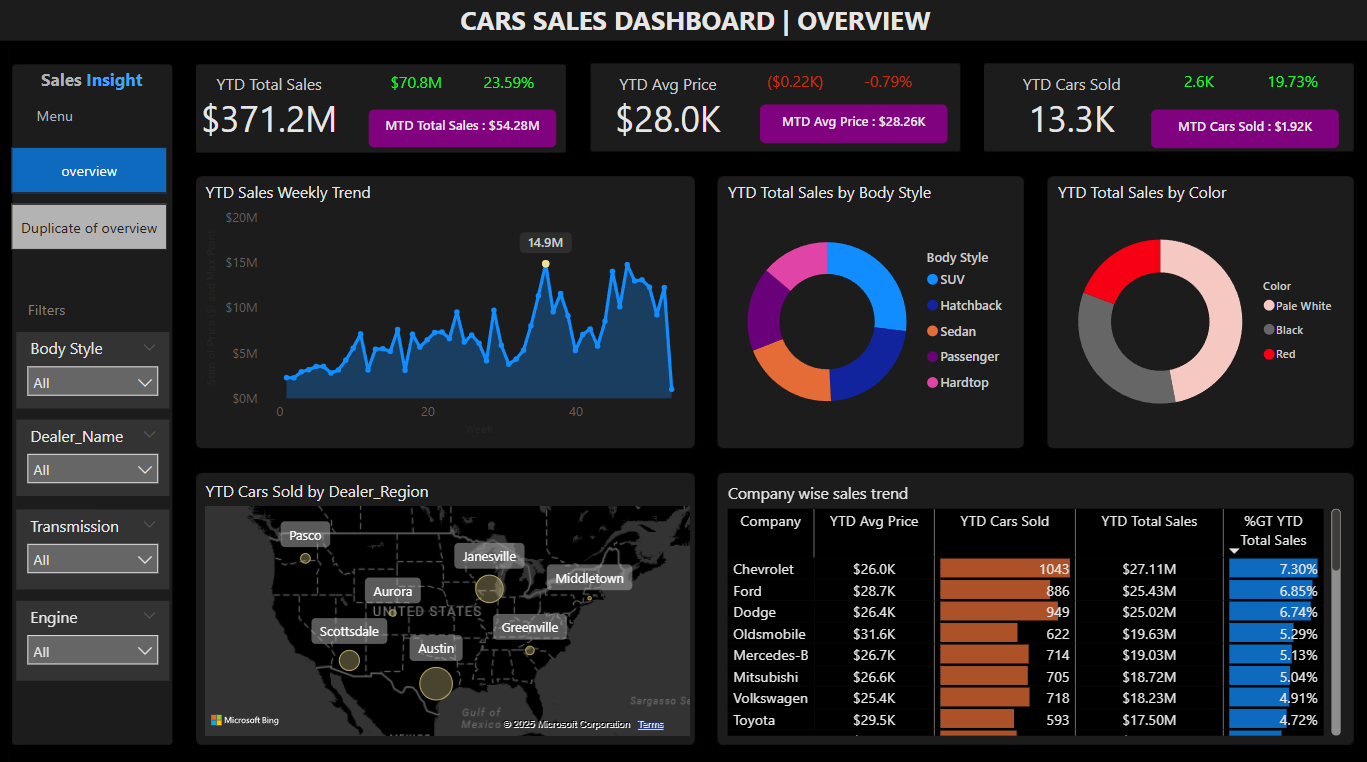 CARS SALES DASHBOARD | OVERVIEW
Sales Insight
Menu
overview
Duplicate of overview
Filters
Body Style
All
Dealer_Name
All
Transmission
All
Engine
All
YTD Total Sales
$371.2M
$70.8M 23.59%
MTD Total Sales : $54.28M
YTD Avg Price
$28.0K
($0.22K) -0.79%
MTD Avg Price : $28.26K
YTD Cars Sold
13.3K
2.6K 19.73%
MTD Cars Sold : $1.92K
YTD Sales Weekly Trend
$20M
$15M
$10M
$5M
$0M
14.9M
0 20 40
Week
YTD Total Sales by Body Style
Body Style
SUV
Hatchback
Sedan
Passenger
Hardtop
YTD Total Sales by Color
Color
Pale White
Black
Red
YTD Cars Sold by Dealer_Region
Pasco
Janesville
Middletown
Aurora
UNITED STATES
Scottsdale
Greenville
Austin
Sargasso Se
Gulf of
Mexico
MEXICO
Microsoft Bing
© 2025 Microsoft Corporation Terms
Company wise sales trend
Company YTD Avg Price YTD Cars Sold YTD Total Sales %GT YTD
Total Sales
Chevrolet $26.0K 1043 $27.11M 7.30%
Ford $28.7K 886 $25.43M 6.85%
Dodge $26.4K 949 $25.02M 6.74%
Oldsmobile $31.6K 622 $19.63M 5.29%
Mercedes-B $26.7K 714 $19.03M 5.13%
Mitsubishi $26.6K 705 $18.72M 5.04%
Volkswagen $25.4K 718 $18.23M 4.91%
Toyota $29.5K 593 $17.50M 4.72%